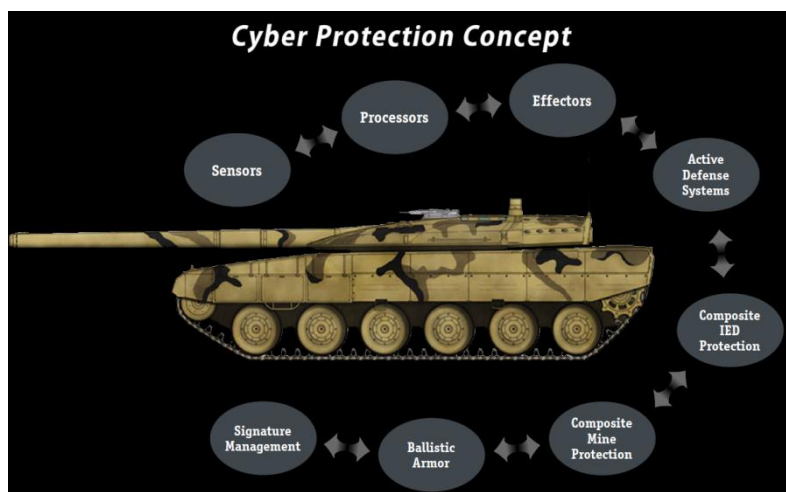 Cyber Protection Concept
Sensors
Processors
Effectors
Active
Defense
Systems
Composite
IED
Protection
Composite
Mine
Protection
Ballistic
Armor
Signature
Management